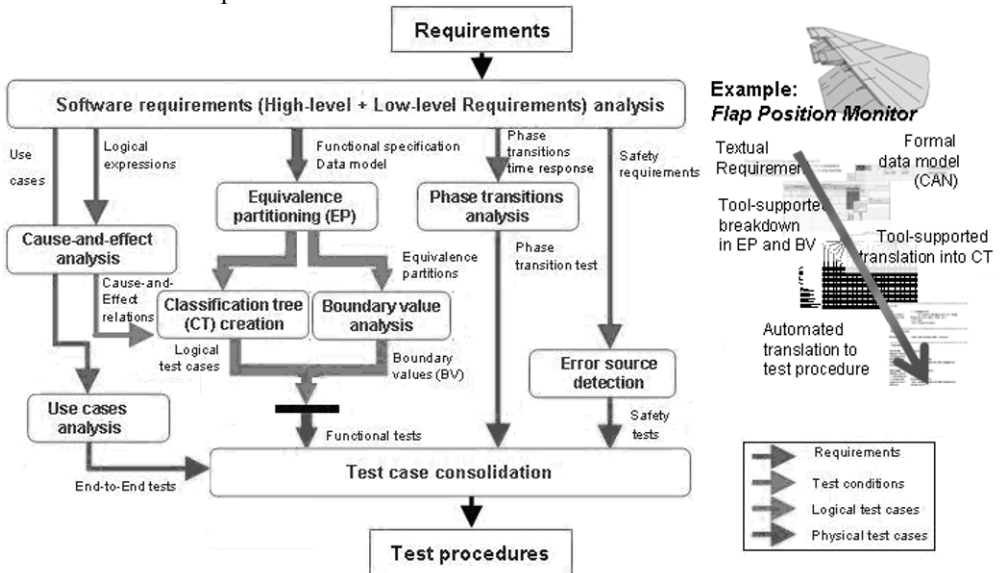 Requirements
Software requirements (High-level + Low-level Requirements) analysis
Use
cases
Logical
expressions
Functional specification
Data model
Phase
transitions
time response
Safety
requirements
Equivalence
partitioning (EP)
Phase transitions
analysis
Cause-and-effect
analysis
Equivalence
partitions
Phase
transition test
Cause-and-
Effect
relations
Classification tree
(CT) creation
Boundary value
analysis
Logical
test cases
Boundary
values (BV)
Error source
detection
Use cases
analysis
Functional tests
Safety
tests
End-to-End tests
Test case consolidation
Test procedures
Example:
Flap Position Monitor
Textual
Requirement
Formal
data model
(CAN)
Tool-supported
breakdown
in EP and BV
Tool-supported
translation into CT
Automated
translation to
test procedure
Requirements
Test conditions
Logical test cases
Physical test cases